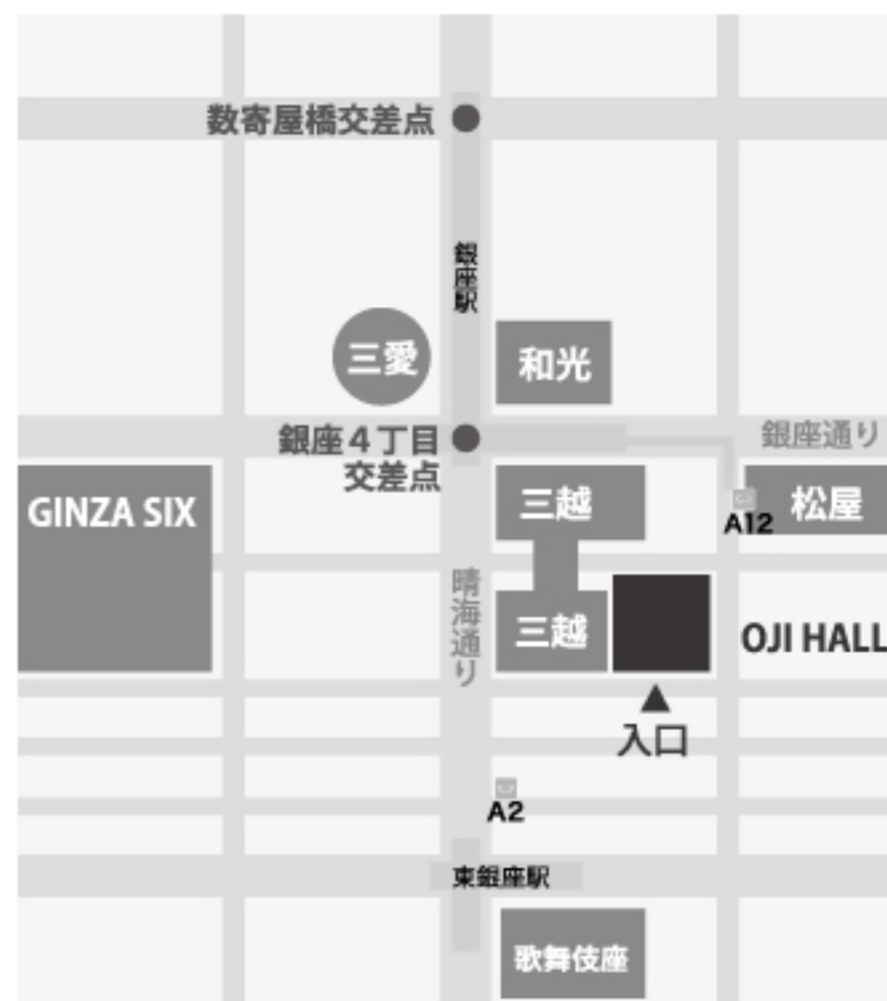 数寄屋橋交差点
銀座駅
三愛
和光
銀座4丁目
交差点
銀座通り
GINZA SIX
三越
松屋
A12
晴海通り
三越
OJI HALL
入口
A2
東銀座駅
歌舞伎座